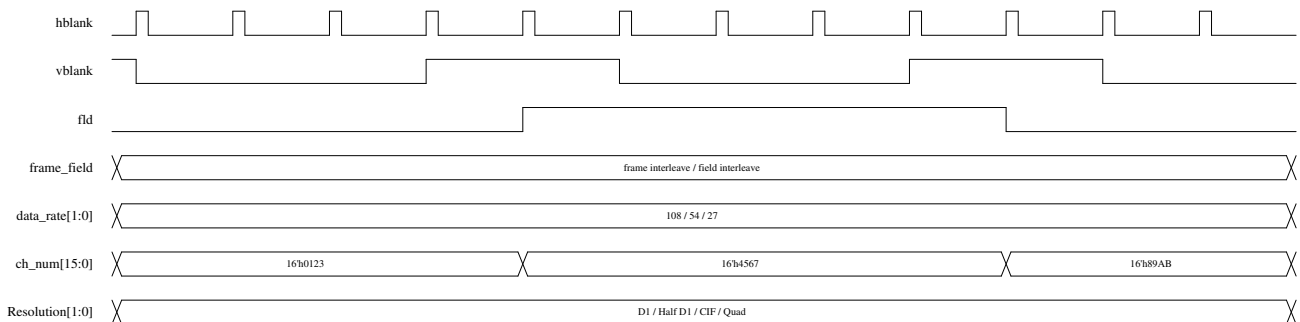 hblank
vblank
fld
frame_field frame interleave / field interleave
data_rate[1:0] 108 / 54 / 27
ch_num[15:0] 16'h0123 16'h4567 16'h89AB
Resolution[1:0] D1 / Half D1 / CIF / Quad